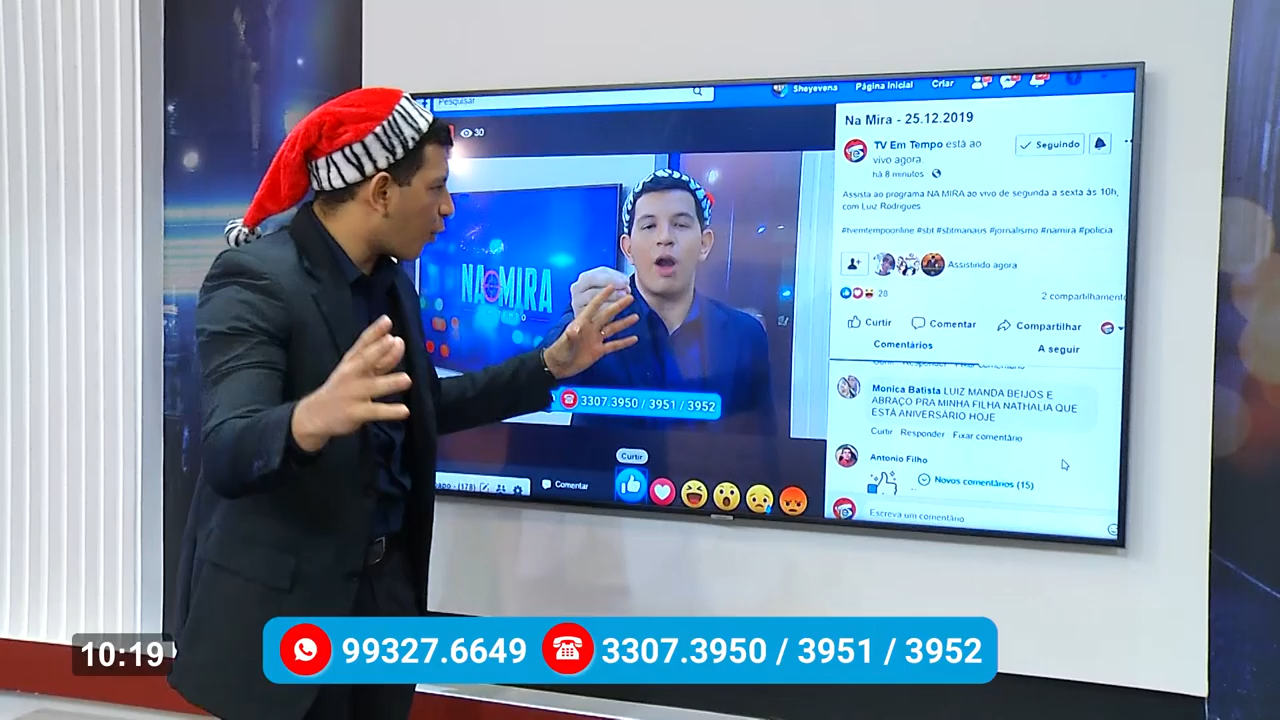 Pesquisar
Sheyevena
Página Inicial
Criar
30
Na Mira - 25.12.2019
TV Em Tempo está ao
vivo agora.
há 8 minutos
Seguindo
Assista ao programa NA MIRA ao vivo de segunda a sexta às 10h,
com Luiz Rodrigues
#tvemtempoonline #sbt #sbtmanaus #jornalismo #namira #policia
Assistindo agora
28
2 compartilhament
Curtir
Comentar
Compartilhar
Comentários
A seguir
Monica Batista LUIZ MANDA BEIJOS E
ABRAÇO PRA MINHA FILHA NATHALIA QUE
ESTÁ ANIVERSÁRIO HOJE
Curtir Responder Fixar comentário
Antonio Filho
Novos comentários (15)
Escreva um comentário
NA MIRA
3307.3950 / 3951 / 3952
Curtir
(178)
Comentar
10:19
99327.6649
3307.3950 / 3951 / 3952